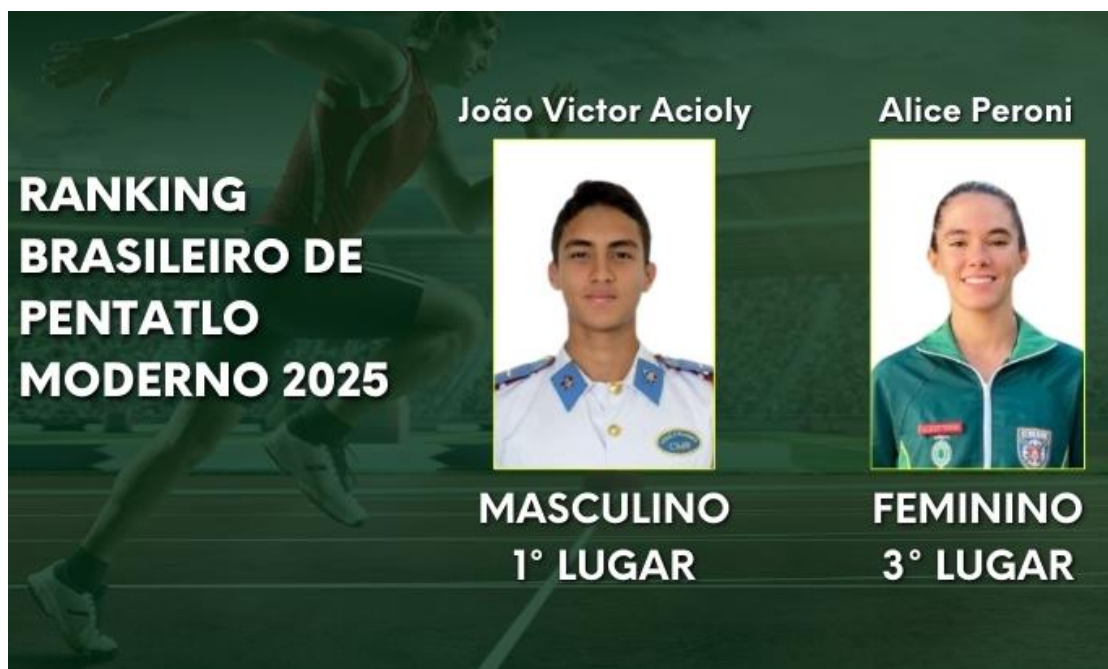 RANKING
BRASILEIRO DE
PENTATLO
MODERNO 2025
João Victor Acioly
MASCULINO
1° LUGAR
Alice Peroni
FEMININO
3° LUGAR